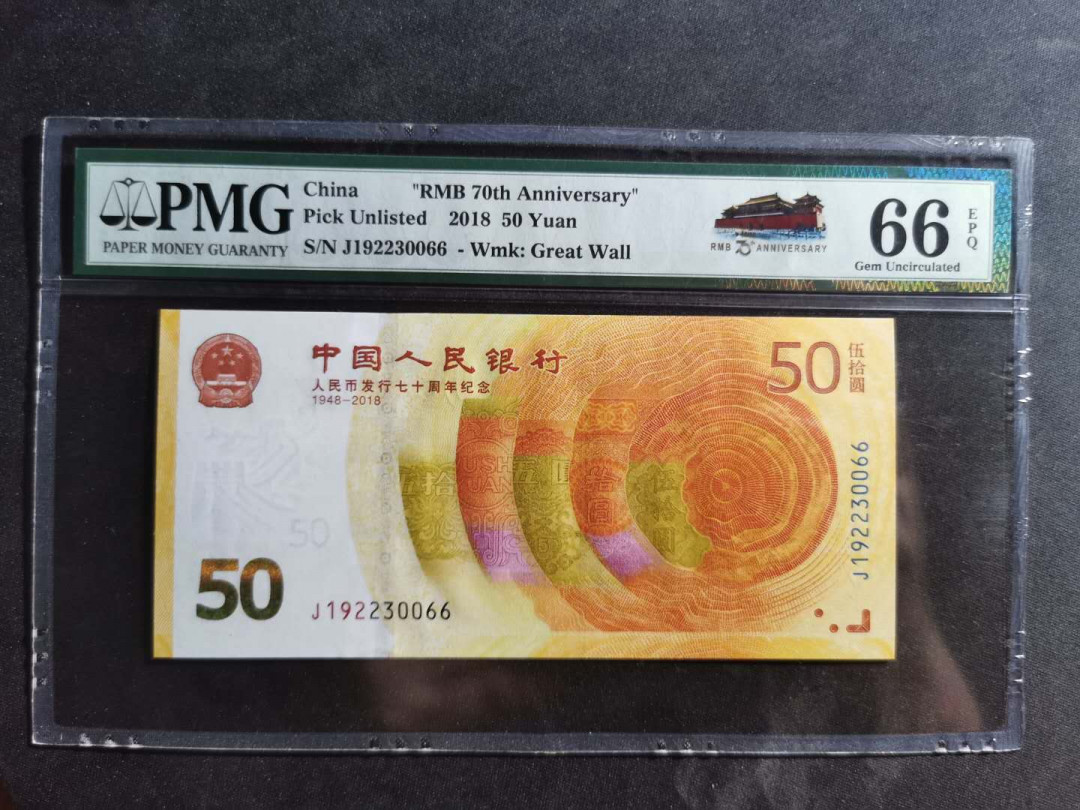 PMG
PAPER MONEY GUARANTY
China "RMB 70th Anniversary"
Pick Unlisted 2018 50 Yuan
S/N J192230066 - Wmk: Great Wall
RMB 70th ANNIVERSARY
66
EPQ
Gem Uncirculated
中国人民银行
人民币发行七十周年纪念
1948-2018
50
伍拾圆
J192230066
50
50
J192230066